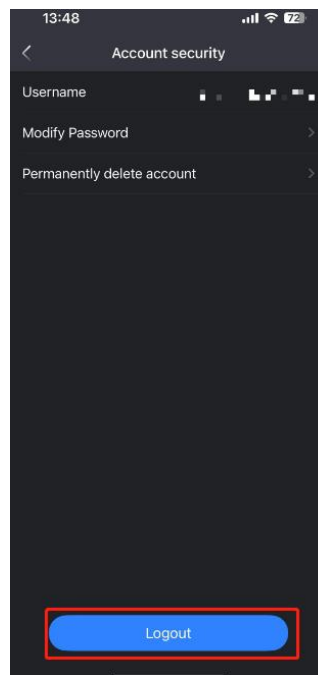 13:48
72
Account security
Username
Modify Password
Permanently delete account
Logout